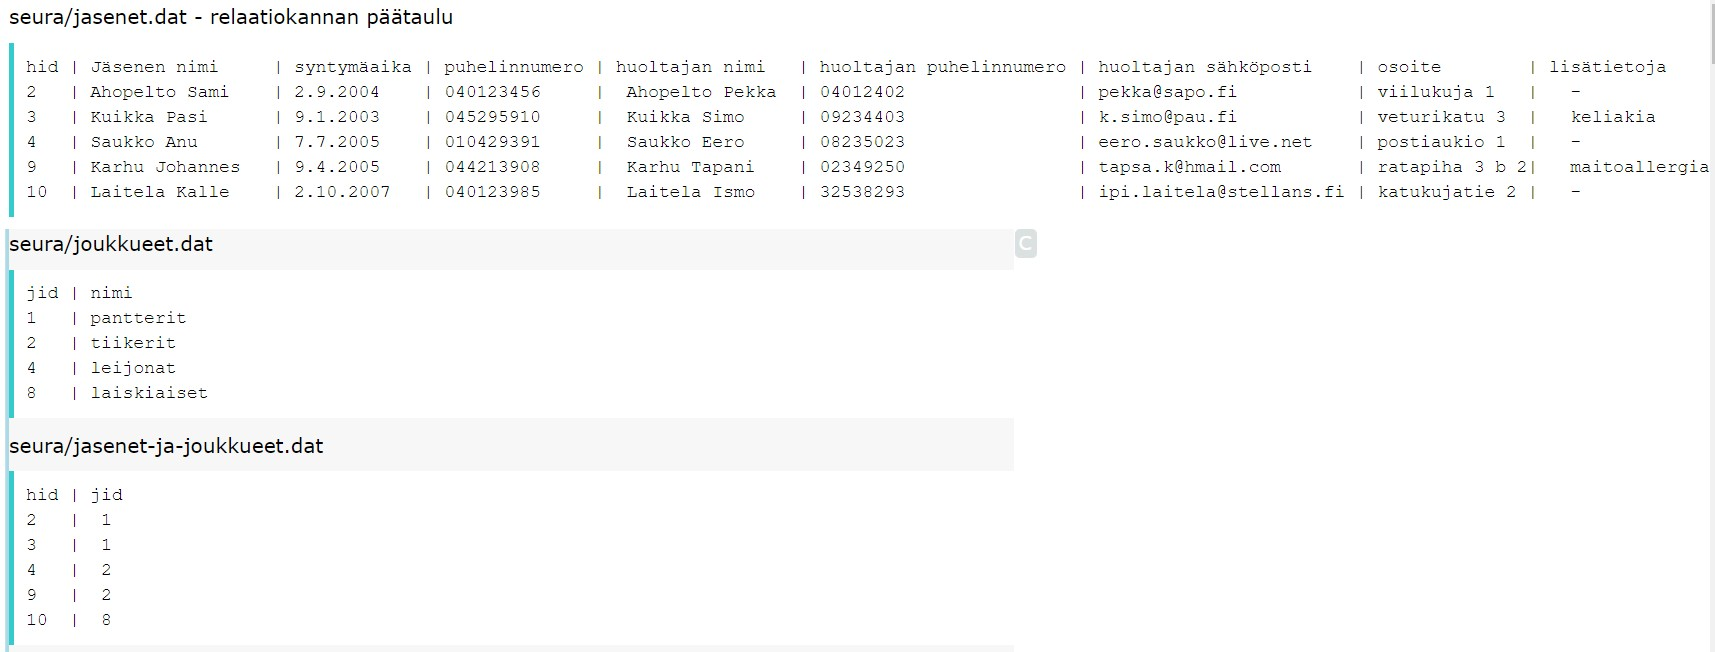 seura/jasenet.dat - relaatiokannan päätaulu
hid | Jäsenen nimi | syntymäaika | puhelinnumero | huoltajan nimi | huoltajan puhelinnumero | huoltajan sähköposti | osoite | lisätietoja
2 | Ahopelto Sami | 2.9.2004 | 040123456 | Ahopelto Pekka | 04012402 | pekka@sapo.fi | viilukuja 1 | -
3 | Kuikka Pasi | 9.1.2003 | 045295910 | Kuikka Simo | 09234403 | k.simo@pau.fi | veturikatu 3 | keliakia
4 | Saukko Anu | 7.7.2005 | 010429391 | Saukko Eero | 08235023 | eero.saukko@live.net | postiaukio 1 | -
9 | Karhu Johannes | 9.4.2005 | 044213908 | Karhu Tapani | 02349250 | tapsa.k@hmail.com | ratapiha 3 b 2| maitoallergia
10 | Laitela Kalle | 2.10.2007 | 040123985 | Laitela Ismo | 32538293 | ipi.laitela@stellans.fi | katukujatie 2 | -
seura/joukkueet.dat
C
jid | nimi
1 | pantterit
2 | tiikerit
4 | leijonat
8 | laiskiaiset
seura/jasenet-ja-joukkueet.dat
hid | jid
2 | 1
3 | 1
4 | 2
9 | 2
10 | 8